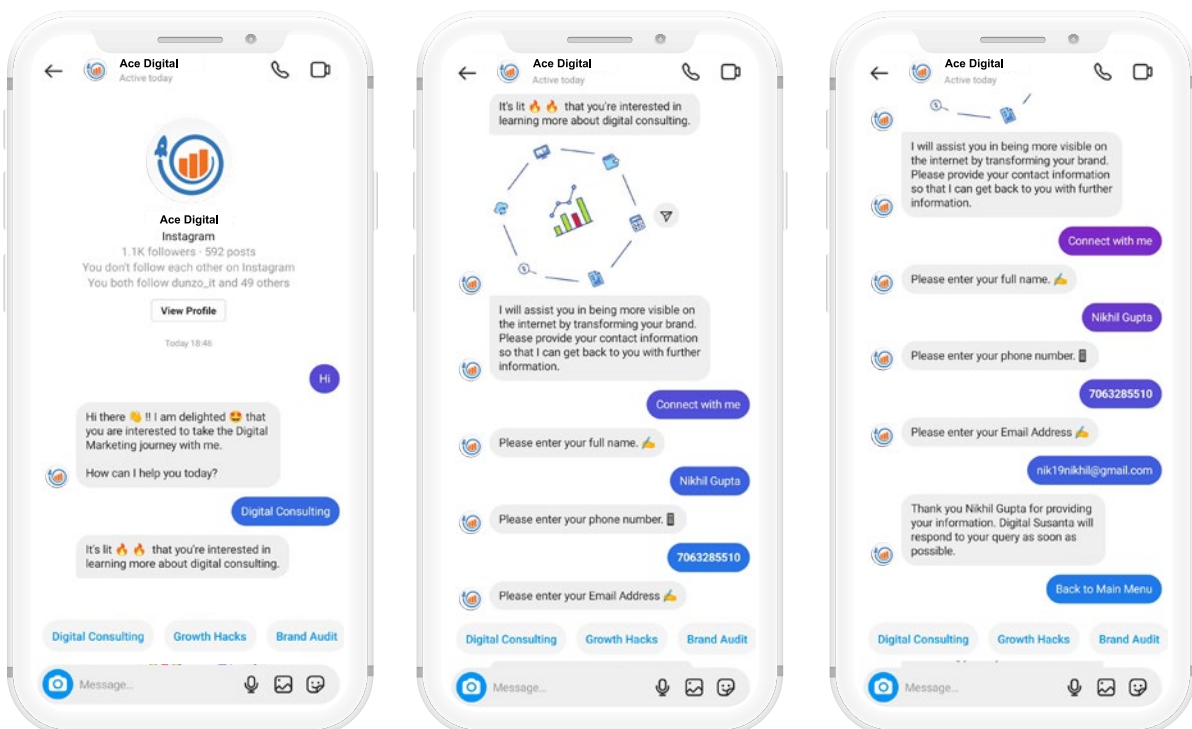 Ace Digital
Active today
Ace Digital
Instagram
1.1K followers · 592 posts
You don't follow each other on Instagram
You both follow dunzo_it and 49 others
View Profile
Today 18:46
Hi
Hi there 👋 !! I am delighted 🤩 that
you are interested to take the Digital
Marketing journey with me.
How can I help you today?
Digital Consulting
It's lit 🔥 🔥 that you're interested in
learning more about digital consulting.
Digital Consulting
Growth Hacks
Brand Audit
Message...
Ace Digital
Active today
It's lit 🔥 🔥 that you're interested in
learning more about digital consulting.
I will assist you in being more visible on
the internet by transforming your brand.
Please provide your contact information
so that I can get back to you with further
information.
Connect with me
Please enter your full name. ✍️
Nikhil Gupta
Please enter your phone number. 📱
7063285510
Please enter your Email Address ✍️
Digital Consulting
Growth Hacks
Brand Audit
Message...
Ace Digital
Active today
I will assist you in being more visible on
the internet by transforming your brand.
Please provide your contact information
so that I can get back to you with further
information.
Connect with me
Please enter your full name. ✍️
Nikhil Gupta
Please enter your phone number. 📱
7063285510
Please enter your Email Address ✍️
nik19nikhil@gmail.com
Thank you Nikhil Gupta for providing
your information. Digital Susanta will
respond to your query as soon as
possible.
Back to Main Menu
Digital Consulting
Growth Hacks
Brand Audit
Message...